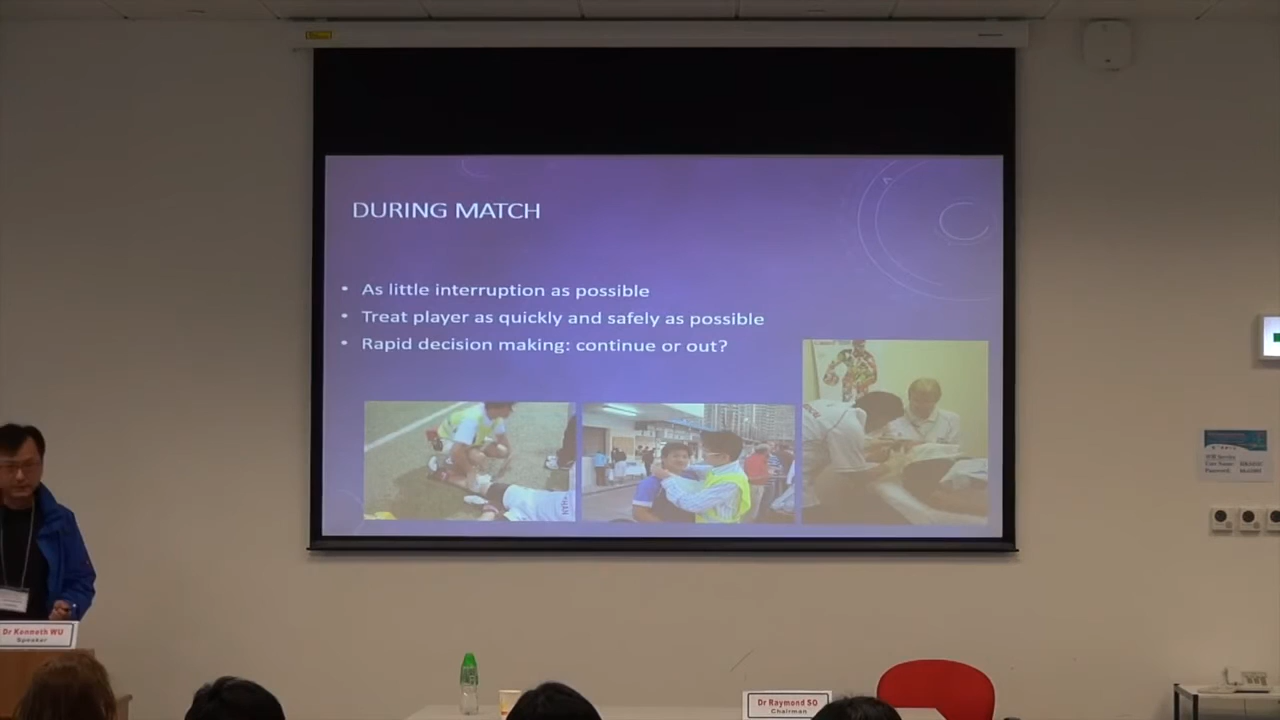 DURING MATCH
• As little interruption as possible
• Treat player as quickly and safely as possible
• Rapid decision making: continue or out?
Dr Kenneth WU
Speaker
Dr Raymond SO
Chairman